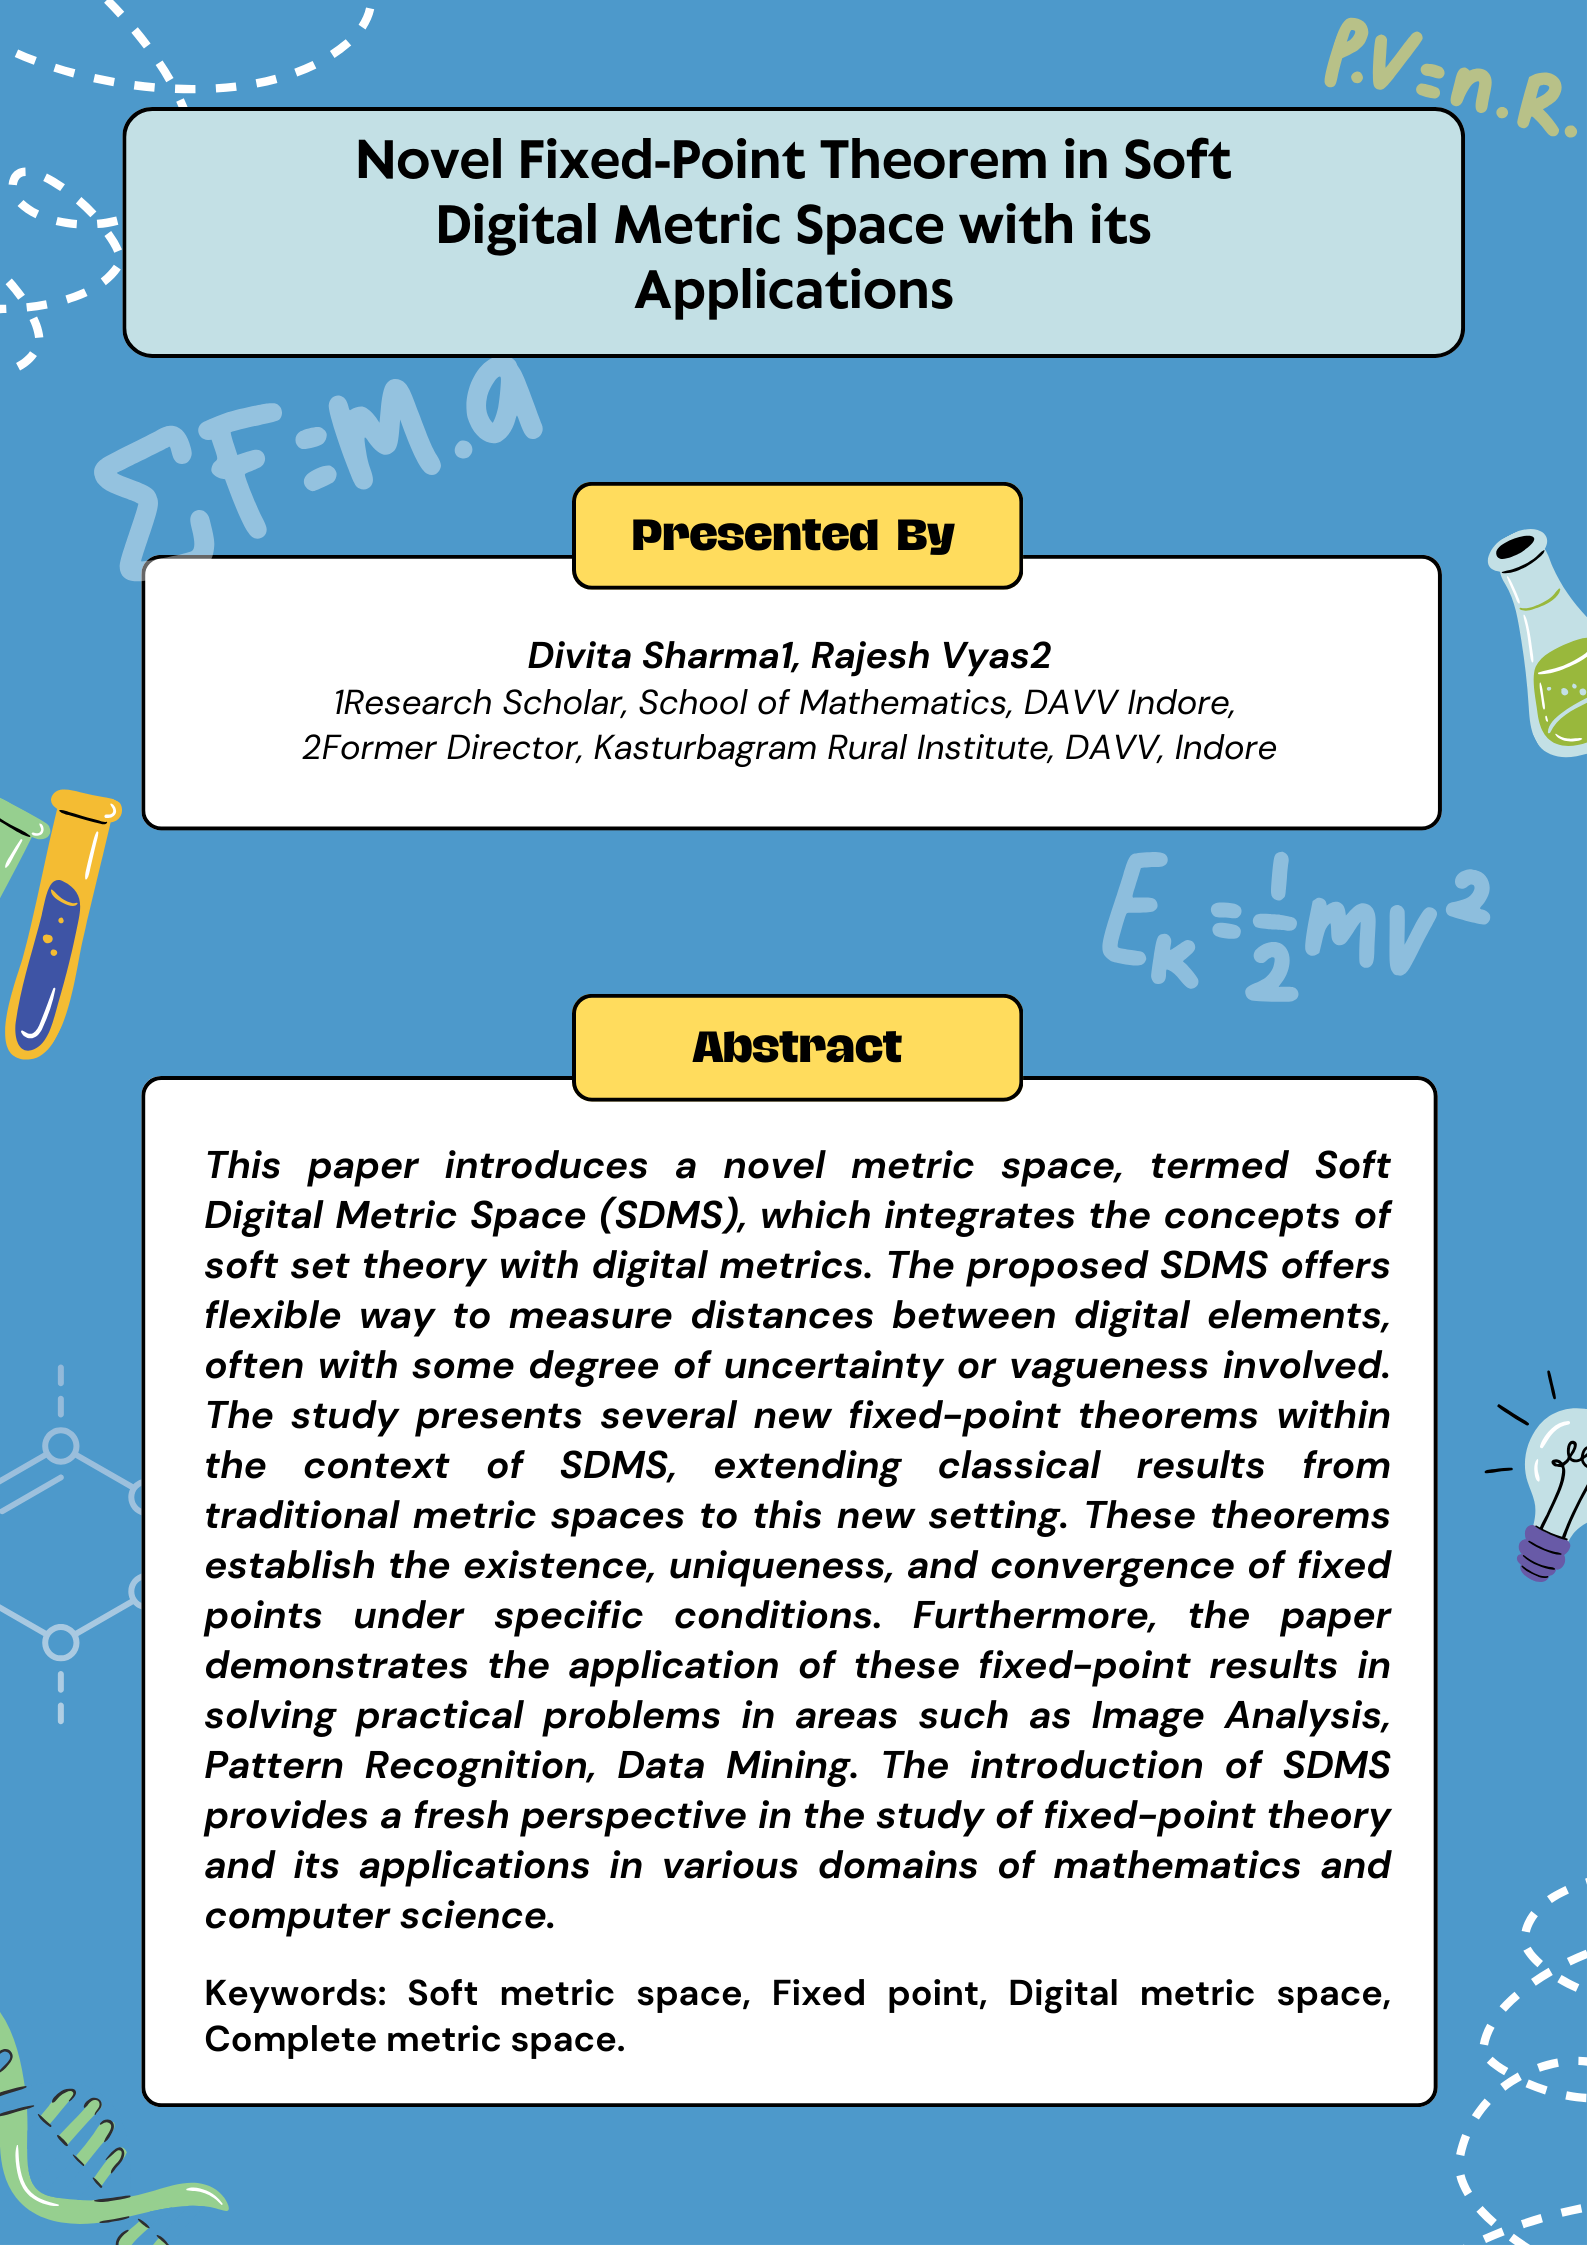 P.V=n.R.
Novel Fixed-Point Theorem in Soft
Digital Metric Space with its
Applications
ΣF=M.a
Presented By
Divita Sharma1, Rajesh Vyas2
1Research Scholar, School of Mathematics, DAVV Indore,
2Former Director, Kasturbagram Rural Institute, DAVV, Indore
Eₖ=½mv²
Abstract
This paper introduces a novel metric space, termed Soft
Digital Metric Space (SDMS), which integrates the concepts of
soft set theory with digital metrics. The proposed SDMS offers
flexible way to measure distances between digital elements,
often with some degree of uncertainty or vagueness involved.
The study presents several new fixed-point theorems within
the context of SDMS, extending classical results from
traditional metric spaces to this new setting. These theorems
establish the existence, uniqueness, and convergence of fixed
points under specific conditions. Furthermore, the paper
demonstrates the application of these fixed-point results in
solving practical problems in areas such as Image Analysis,
Pattern Recognition, Data Mining. The introduction of SDMS
provides a fresh perspective in the study of fixed-point theory
and its applications in various domains of mathematics and
computer science.
Keywords: Soft metric space, Fixed point, Digital metric space,
Complete metric space.